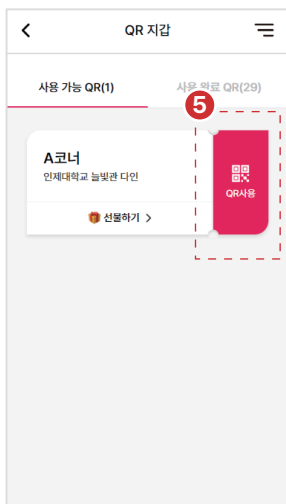 QR 지갑
사용 가능 QR(1)
사용 완료 QR(29)
5
A코너
인제대학교 늘빛관 다인
QR사용
선물하기 >